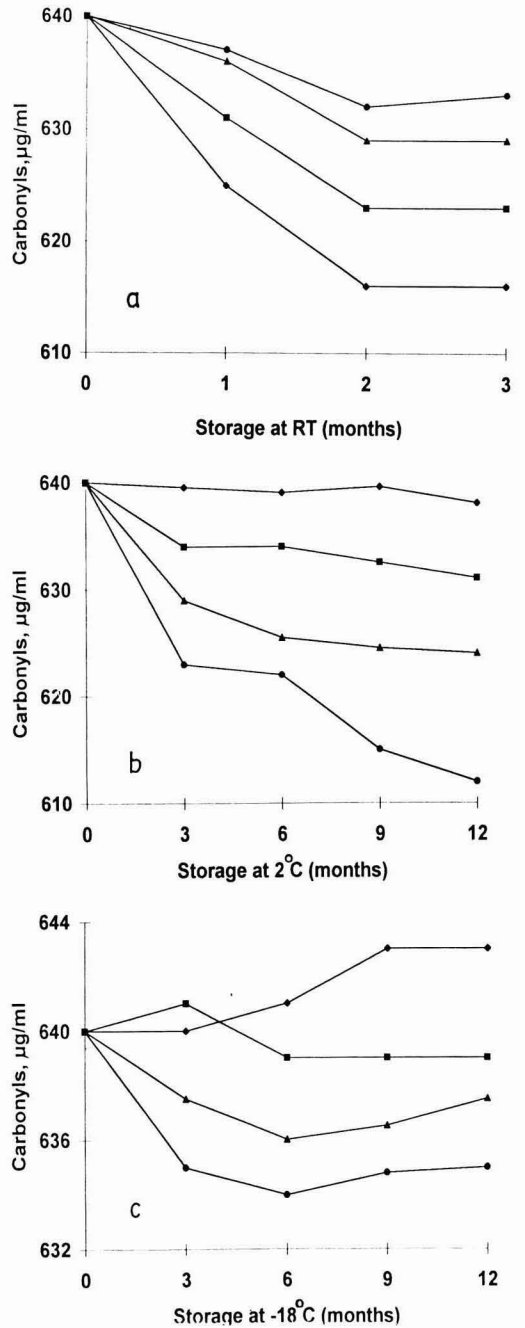 640
630
620
610
Carbonyls,µg/ml
a
0 1 2 3
Storage at RT (months)
640
630
620
610
Carbonyls, µg/ml
b
0 3 6 9 12
Storage at 2°C (months)
644
640
636
632
Carbonyls, µg/ml
c
0 3 6 9 12
Storage at -18°C (months)